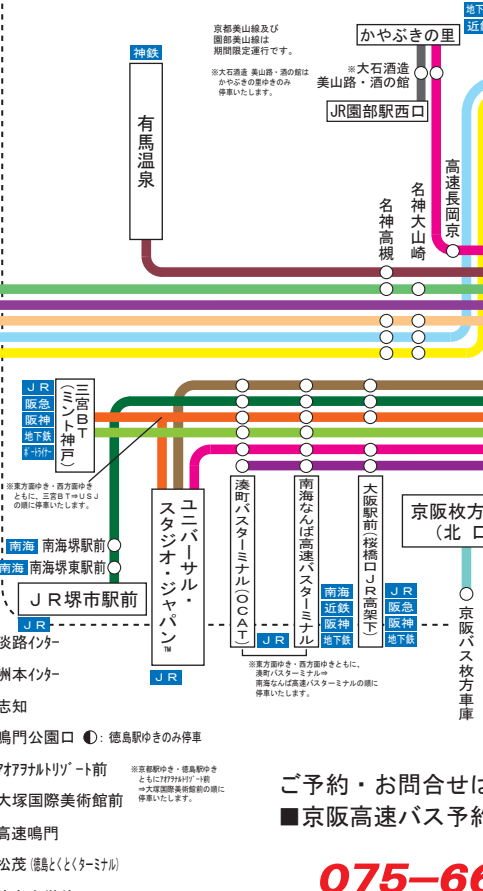 京都美山線及び
園部美山線は
期間限定運行です。
※大石酒造 美山路・酒の館は
かやぶきの里ゆきのみ
停車いたします。
かやぶきの里
地下
近鉄
※大石酒造
美山路・酒の館
JR園部駅西口
神鉄
有馬温泉
高速長岡京
名神大山崎
名神高槻
JR
阪急
阪神
地下鉄
ポートライナー
三宮BT
(ミント神戸)
※東方面ゆき・西方面ゆき
ともに、三宮BT⇒USJ
の順に停車いたします。
南海 南海堺駅前
南海 南海堺東駅前
JR堺市駅前
JR
ユニバーサル・
スタジオ・ジャパン™
JR
湊町バスターミナル(OCAT)
JR
南海なんば高速バスターミナル
南海
近鉄
阪神
地下鉄
大阪駅前(桜橋口JR高架下)
JR
阪急
阪神
地下鉄
京阪枚方
(北口
京阪バス枚方車庫
※東方面ゆき・西方面ゆきともに、
湊町バスターミナル⇒
南海なんば高速バスターミナルの順に
停車いたします。
淡路インター
洲本インター
志知
鳴門公園口 ◐:徳島駅ゆきのみ停車
アオアヲナルトリゾート前
大塚国際美術館前
※京都駅ゆき・徳島駅ゆき
ともにアオアヲナルトリゾート前
⇒大塚国際美術館前の順に
停車いたします。
高速鳴門
松茂(徳島とくとくターミナル)
ご予約・お問合せは
■京阪高速バス予約
075−66